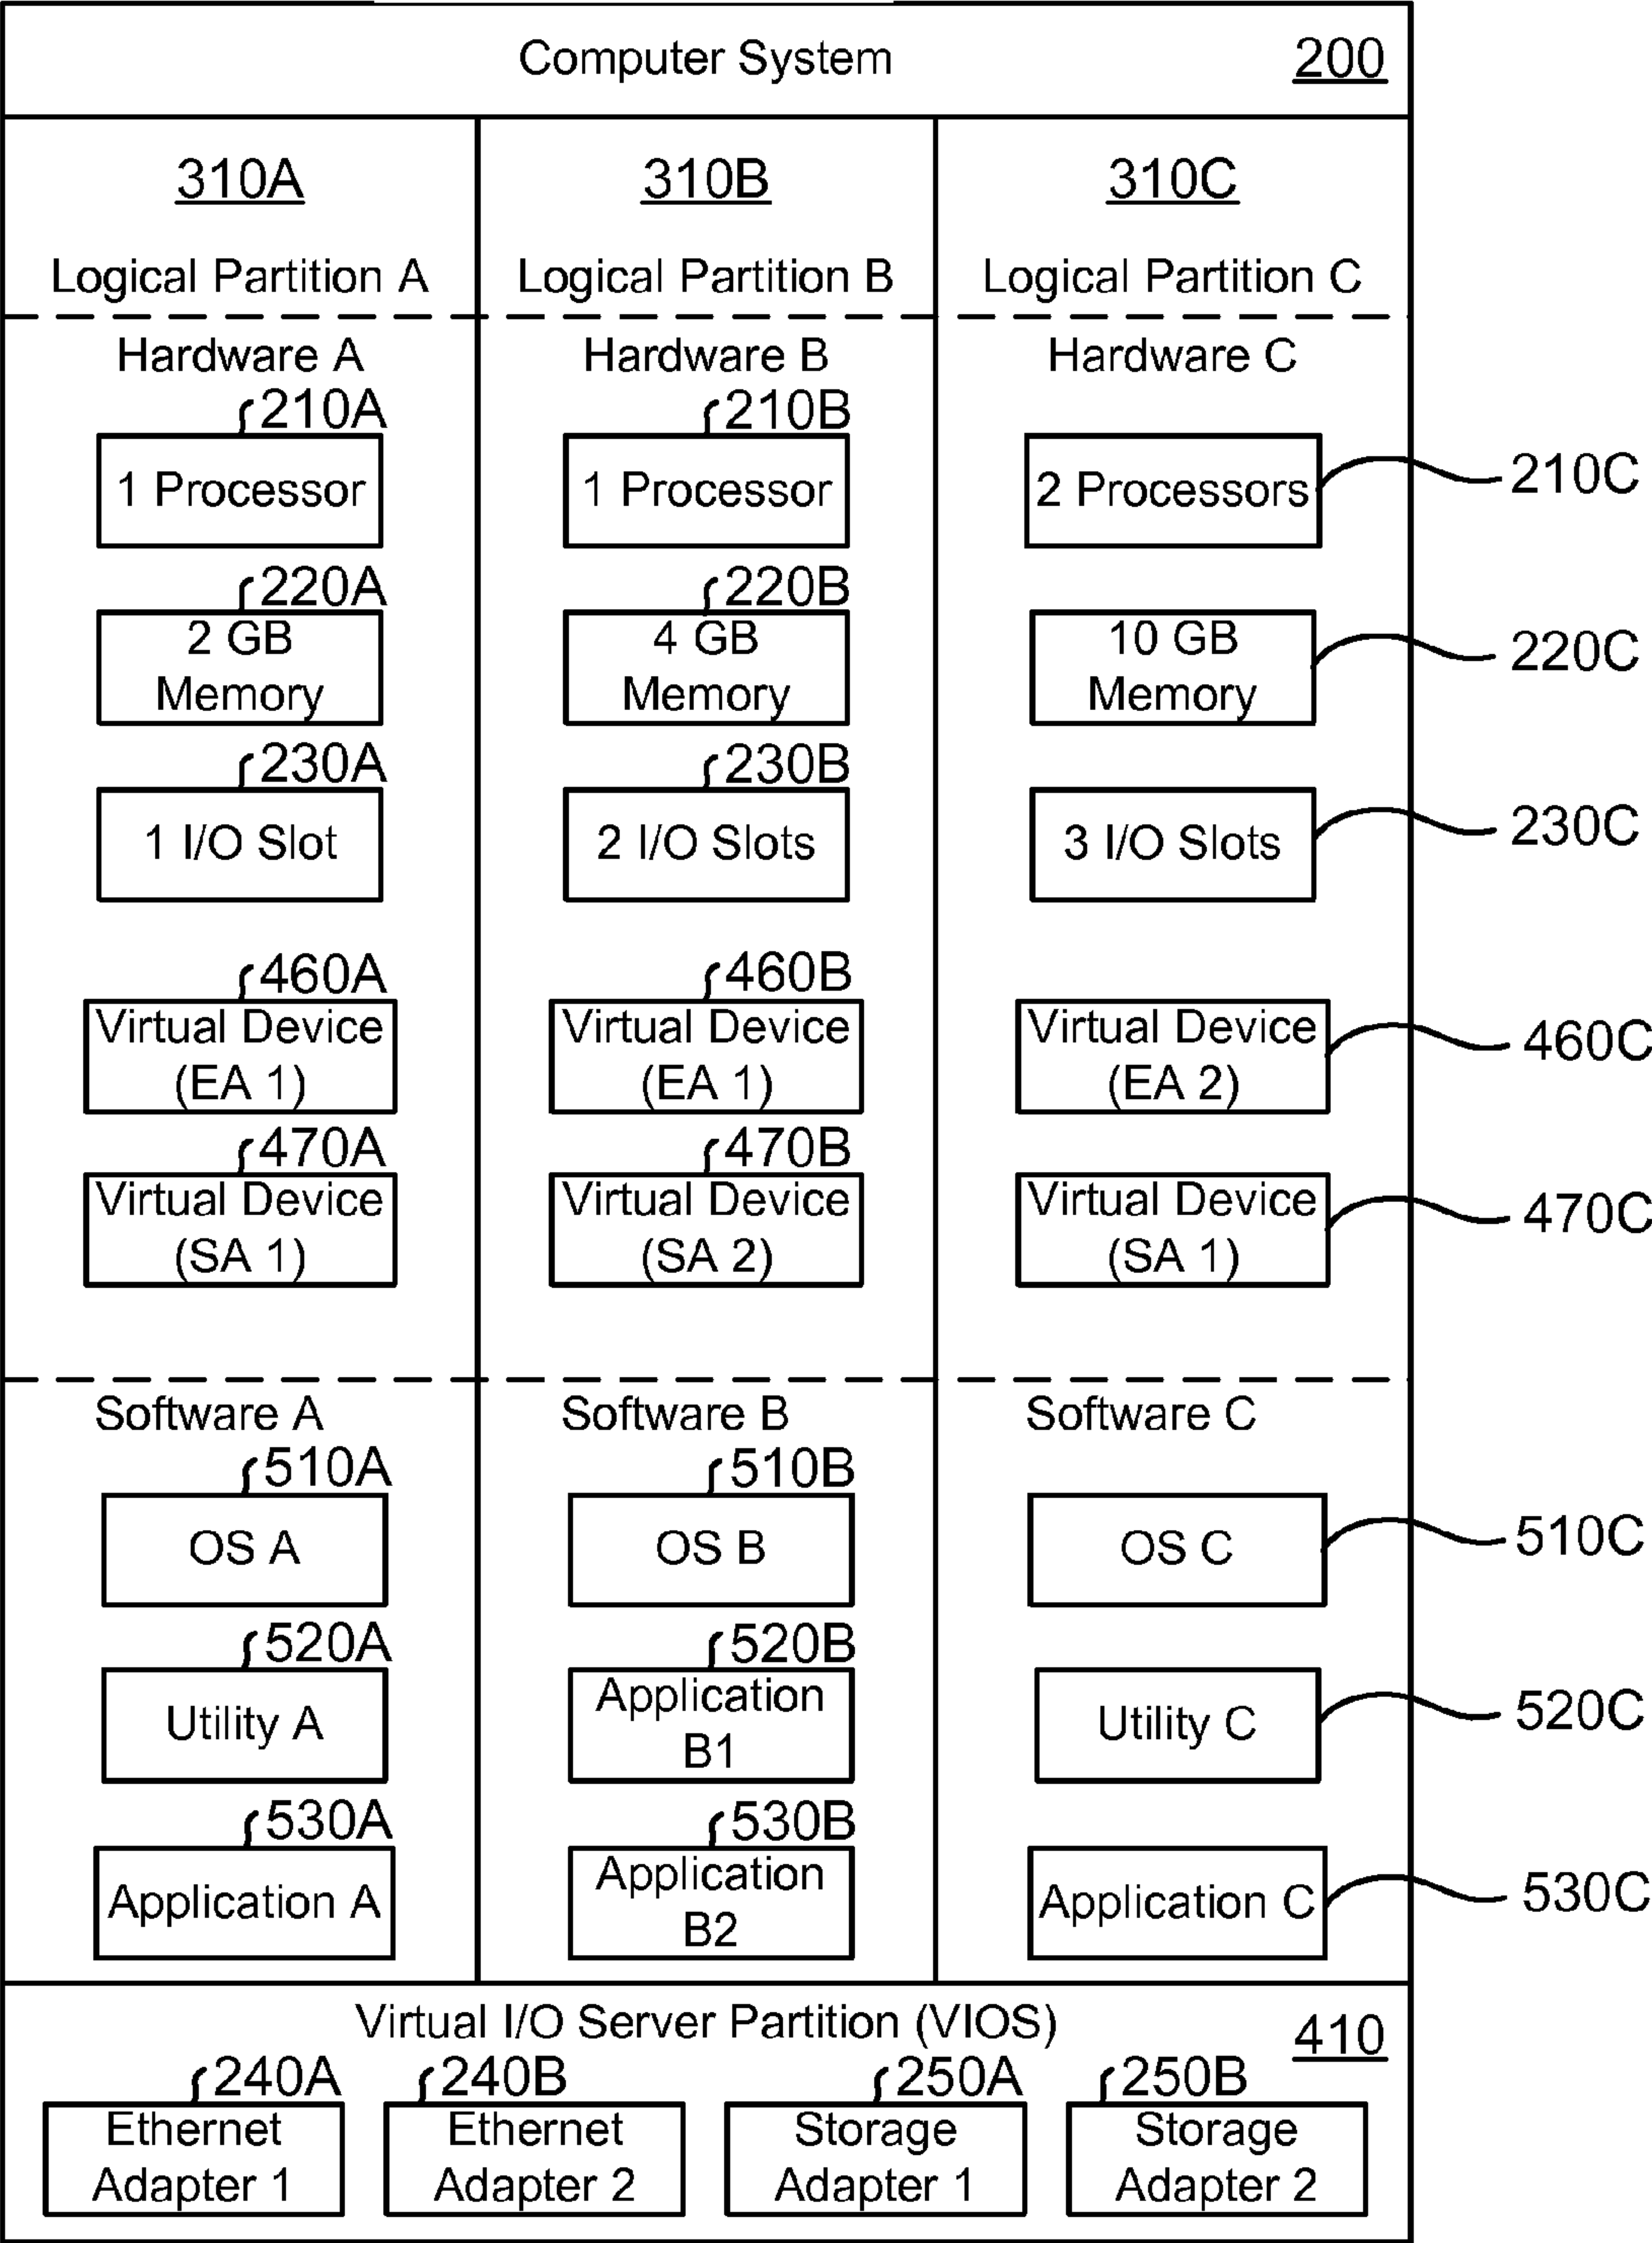 Computer System 200
310A 310B 310C
Logical Partition A Logical Partition B Logical Partition C
Hardware A Hardware B Hardware C
210A 210B
1 Processor 1 Processor 2 Processors 210C
220A 220B
2 GB 4 GB 10 GB
Memory Memory Memory 220C
230A 230B
1 I/O Slot 2 I/O Slots 3 I/O Slots 230C
460A 460B
Virtual Device Virtual Device Virtual Device 460C
(EA 1) (EA 1) (EA 2)
470A 470B
Virtual Device Virtual Device Virtual Device 470C
(SA 1) (SA 2) (SA 1)
Software A Software B Software C
510A 510B
OS A OS B OS C 510C
520A 520B
Utility A Application Utility C 520C
B1
530A 530B
Application A Application Application C 530C
B2
Virtual I/O Server Partition (VIOS) 410
240A 240B 250A 250B
Ethernet Ethernet Storage Storage
Adapter 1 Adapter 2 Adapter 1 Adapter 2